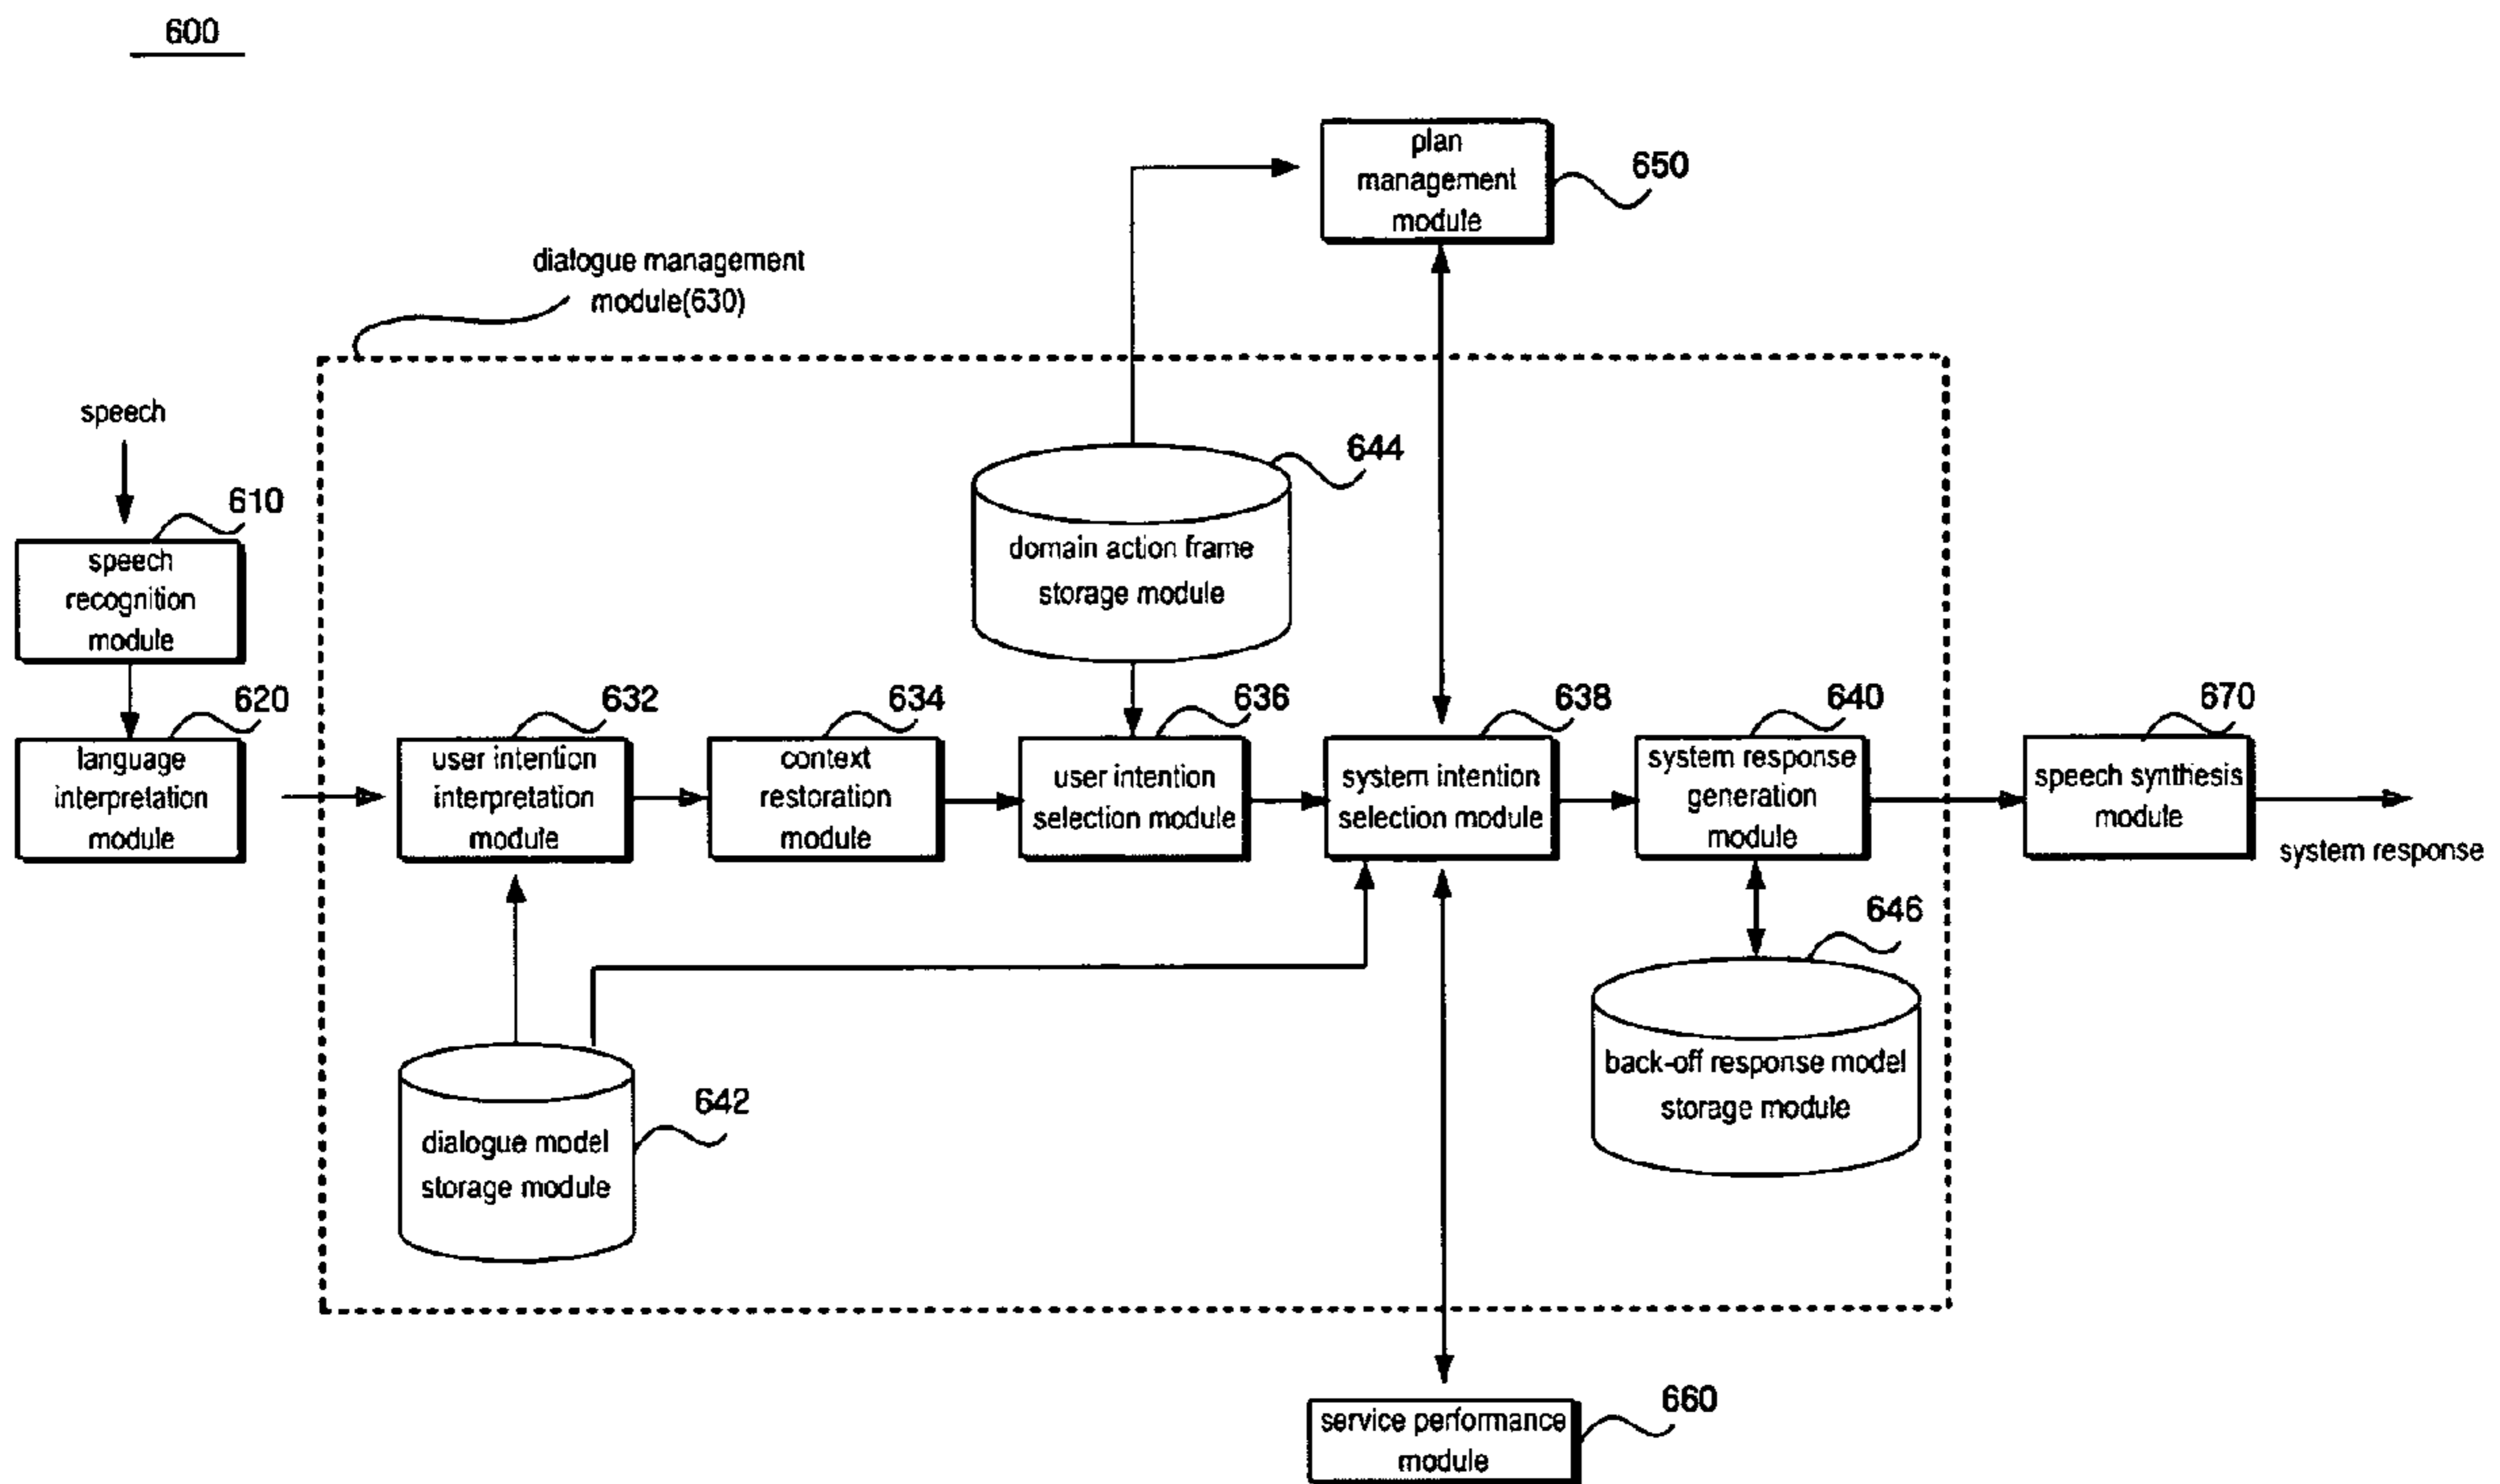 600
plan
management
module
650
dialogue management
module(630)
speech
644
610
speech
recognition
module
domain action frame
storage module
620
632
634
636
638
640
670
language
interpretation
module
user intention
interpretation
module
context
restoration
module
user intention
selection module
system intention
selection module
system response
generation
module
speech synthesis
module
system response
646
back-off response model
storage module
642
dialogue model
storage module
660
service performance
module